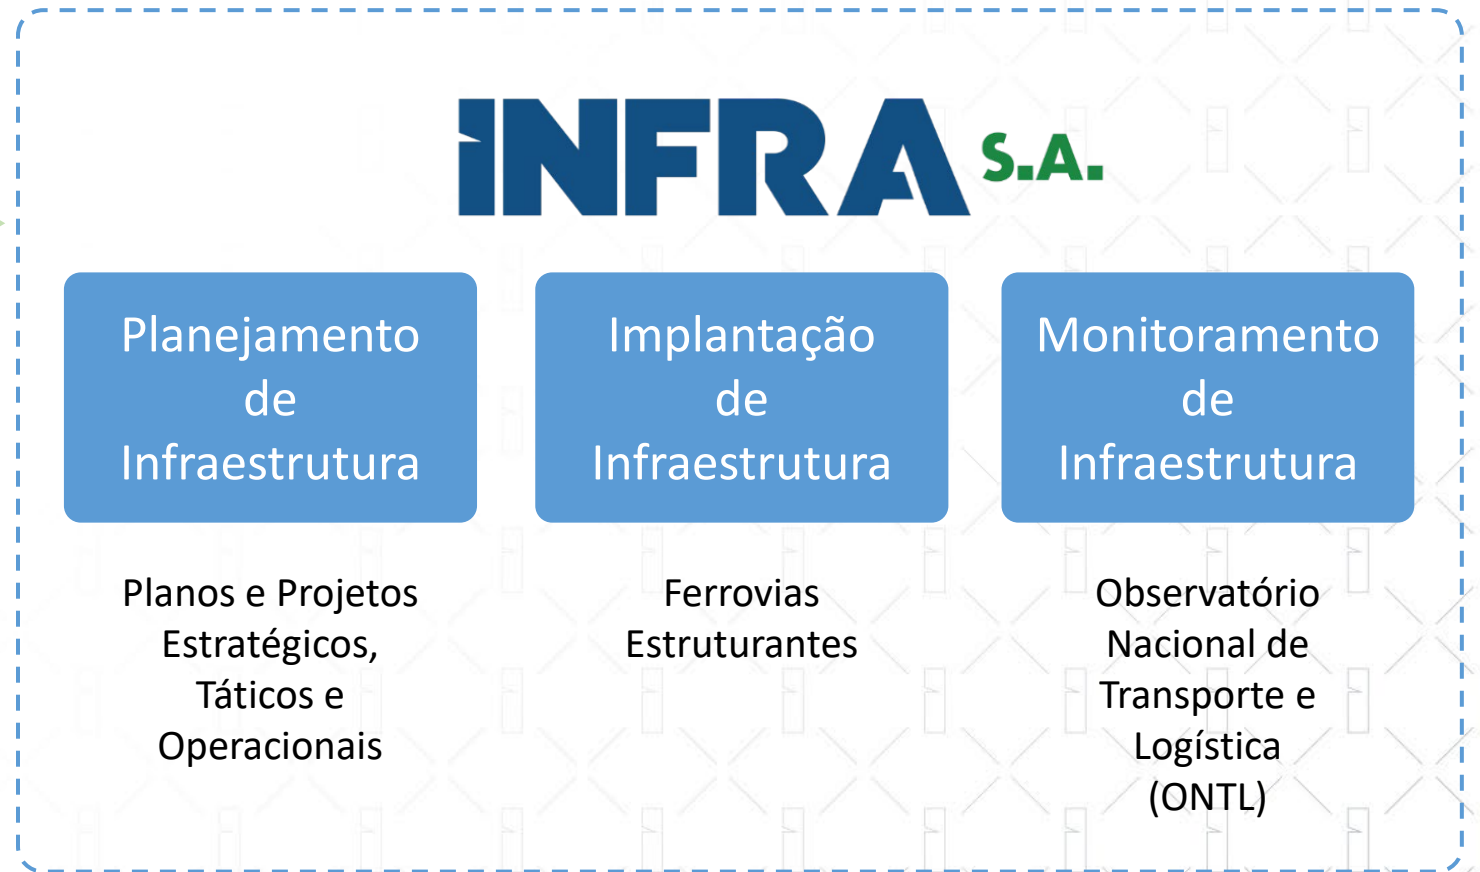 INFRA S.A.
Planejamento
de
Infraestrutura
Planos e Projetos
Estratégicos,
Táticos e
Operacionais
Implantação
de
Infraestrutura
Ferrovias
Estruturantes
Monitoramento
de
Infraestrutura
Observatório
Nacional de
Transporte e
Logística
(ONTL)